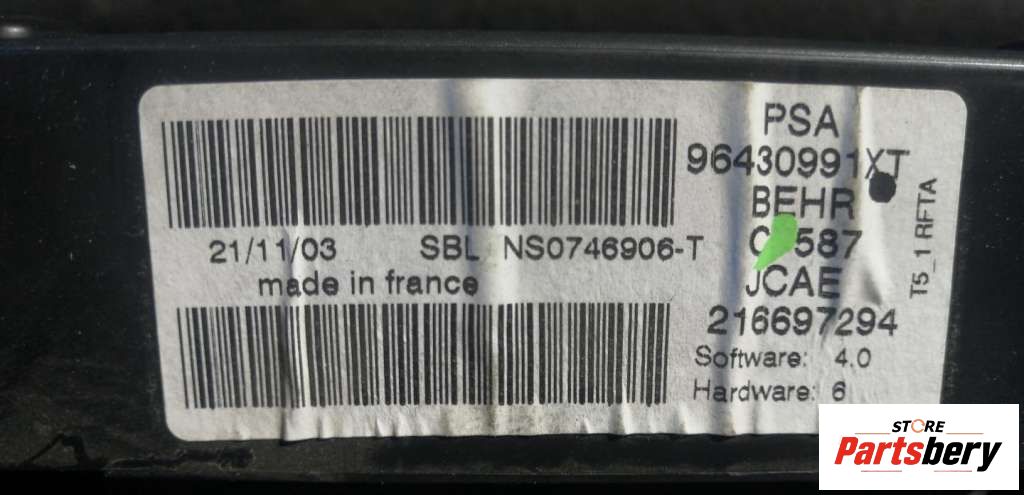 21/11/03 SBL NS0746906-T
made in france
PSA
96430991XT
BEHR
JCAE
216697294
Software: 4.0
Hardware: 6
T5_1 RFTA
STORE
Partsbery